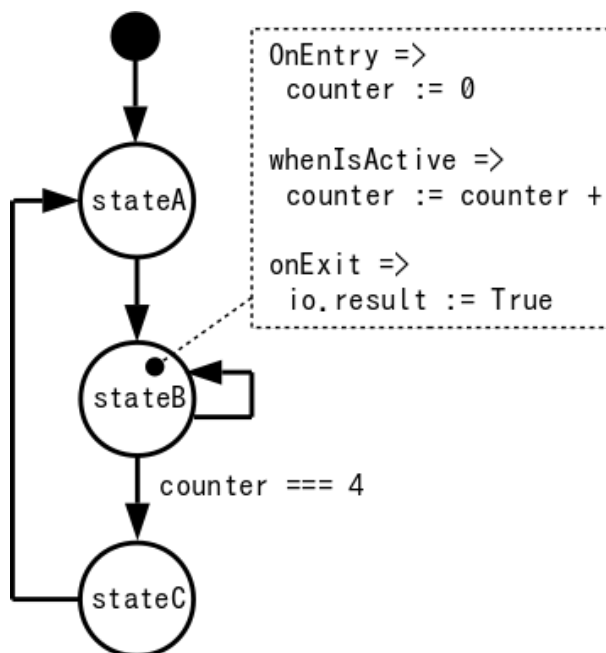 OnEntry =>
counter := 0
whenIsActive =>
counter := counter +
onExit =>
io.result := True
stateA
stateB
counter === 4
stateC